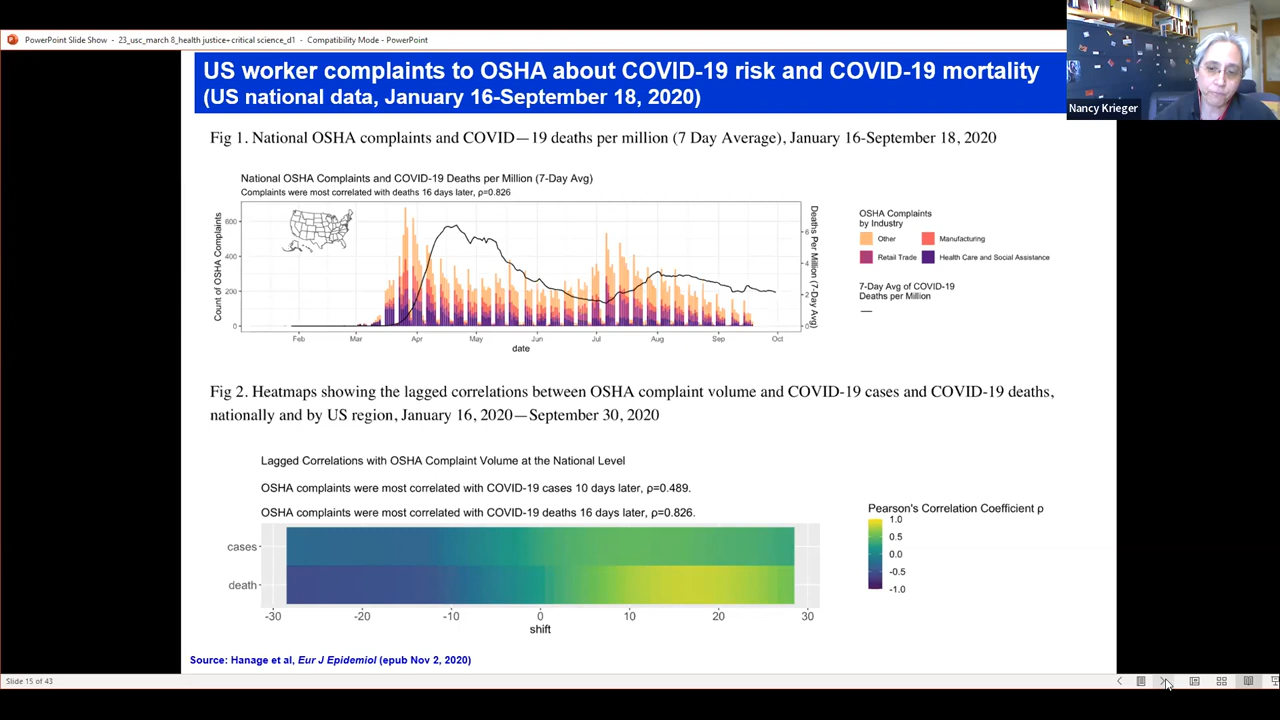 PowerPoint Slide Show - 23_usc_march 8_health justice+critical science_d1 - Compatibility Mode - PowerPoint
Nancy Krieger
US worker complaints to OSHA about COVID-19 risk and COVID-19 mortality
(US national data, January 16-September 18, 2020)
Fig 1. National OSHA complaints and COVID—19 deaths per million (7 Day Average), January 16-September 18, 2020
National OSHA Complaints and COVID-19 Deaths per Million (7-Day Avg)
Complaints were most correlated with deaths 16 days later, ρ=0.826
Count of OSHA Complaints
600
400
200
0
Deaths Per Million (7-Day Avg)
6
4
2
0
Feb Mar Apr May Jun Jul Aug Sep Oct
date
OSHA Complaints
by Industry
Other Manufacturing
Retail Trade Health Care and Social Assistance
7-Day Avg of COVID-19
Deaths per Million
Fig 2. Heatmaps showing the lagged correlations between OSHA complaint volume and COVID-19 cases and COVID-19 deaths,
nationally and by US region, January 16, 2020—September 30, 2020
Lagged Correlations with OSHA Complaint Volume at the National Level
OSHA complaints were most correlated with COVID-19 cases 10 days later, ρ=0.489.
OSHA complaints were most correlated with COVID-19 deaths 16 days later, ρ=0.826.
cases
death
-30 -20 -10 0 10 20 30
shift
Pearson's Correlation Coefficient ρ
1.0
0.5
0.0
-0.5
-1.0
Source: Hanage et al, Eur J Epidemiol (epub Nov 2, 2020)
Slide 15 of 43